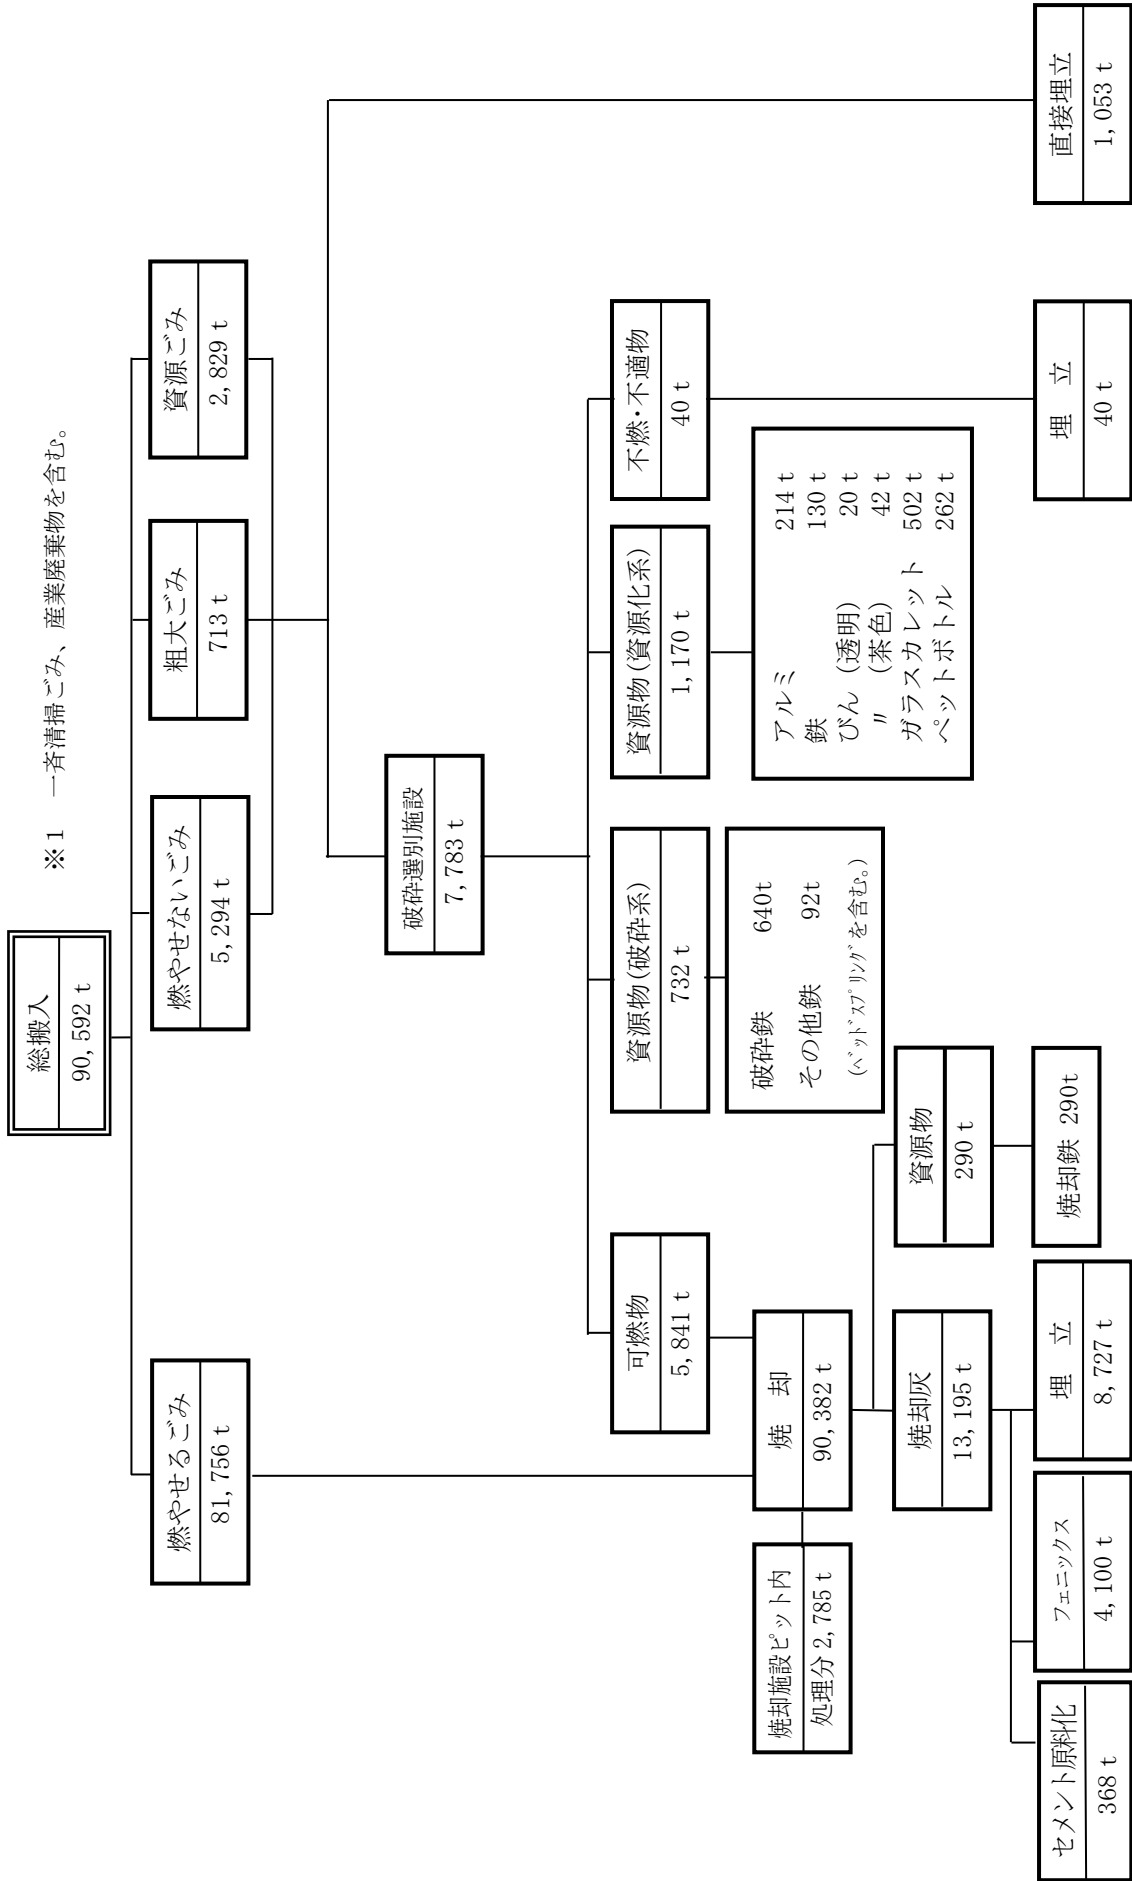 ※１　一斉清掃ごみ、産業廃棄物を含む。
総搬入
90,592 t
燃やせるごみ
81,756 t
燃やせないごみ
5,294 t
粗大ごみ
713 t
資源ごみ
2,829 t
破砕選別施設
7,783 t
可燃物
5,841 t
資源物(破砕系)
732 t
資源物(資源化系)
1,170 t
不燃・不適物
40 t
破砕鉄　640t
その他鉄　92t
(ﾍﾞｯﾄﾞｽﾌﾟﾘﾝｸﾞを含む。)
アルミ　214 t
鉄　130 t
びん（透明）　20 t
〃　（茶色）　42 t
ガラスカレット　502 t
ペットボトル　262 t
焼却施設ピット内
処理分 2,785 t
焼　却
90,382 t
焼却灰
13,195 t
資源物
290 t
セメント原料化
368 t
フェニックス
4,100 t
埋　立
8,727 t
焼却鉄 290t
埋　立
40 t
直接埋立
1,053 t